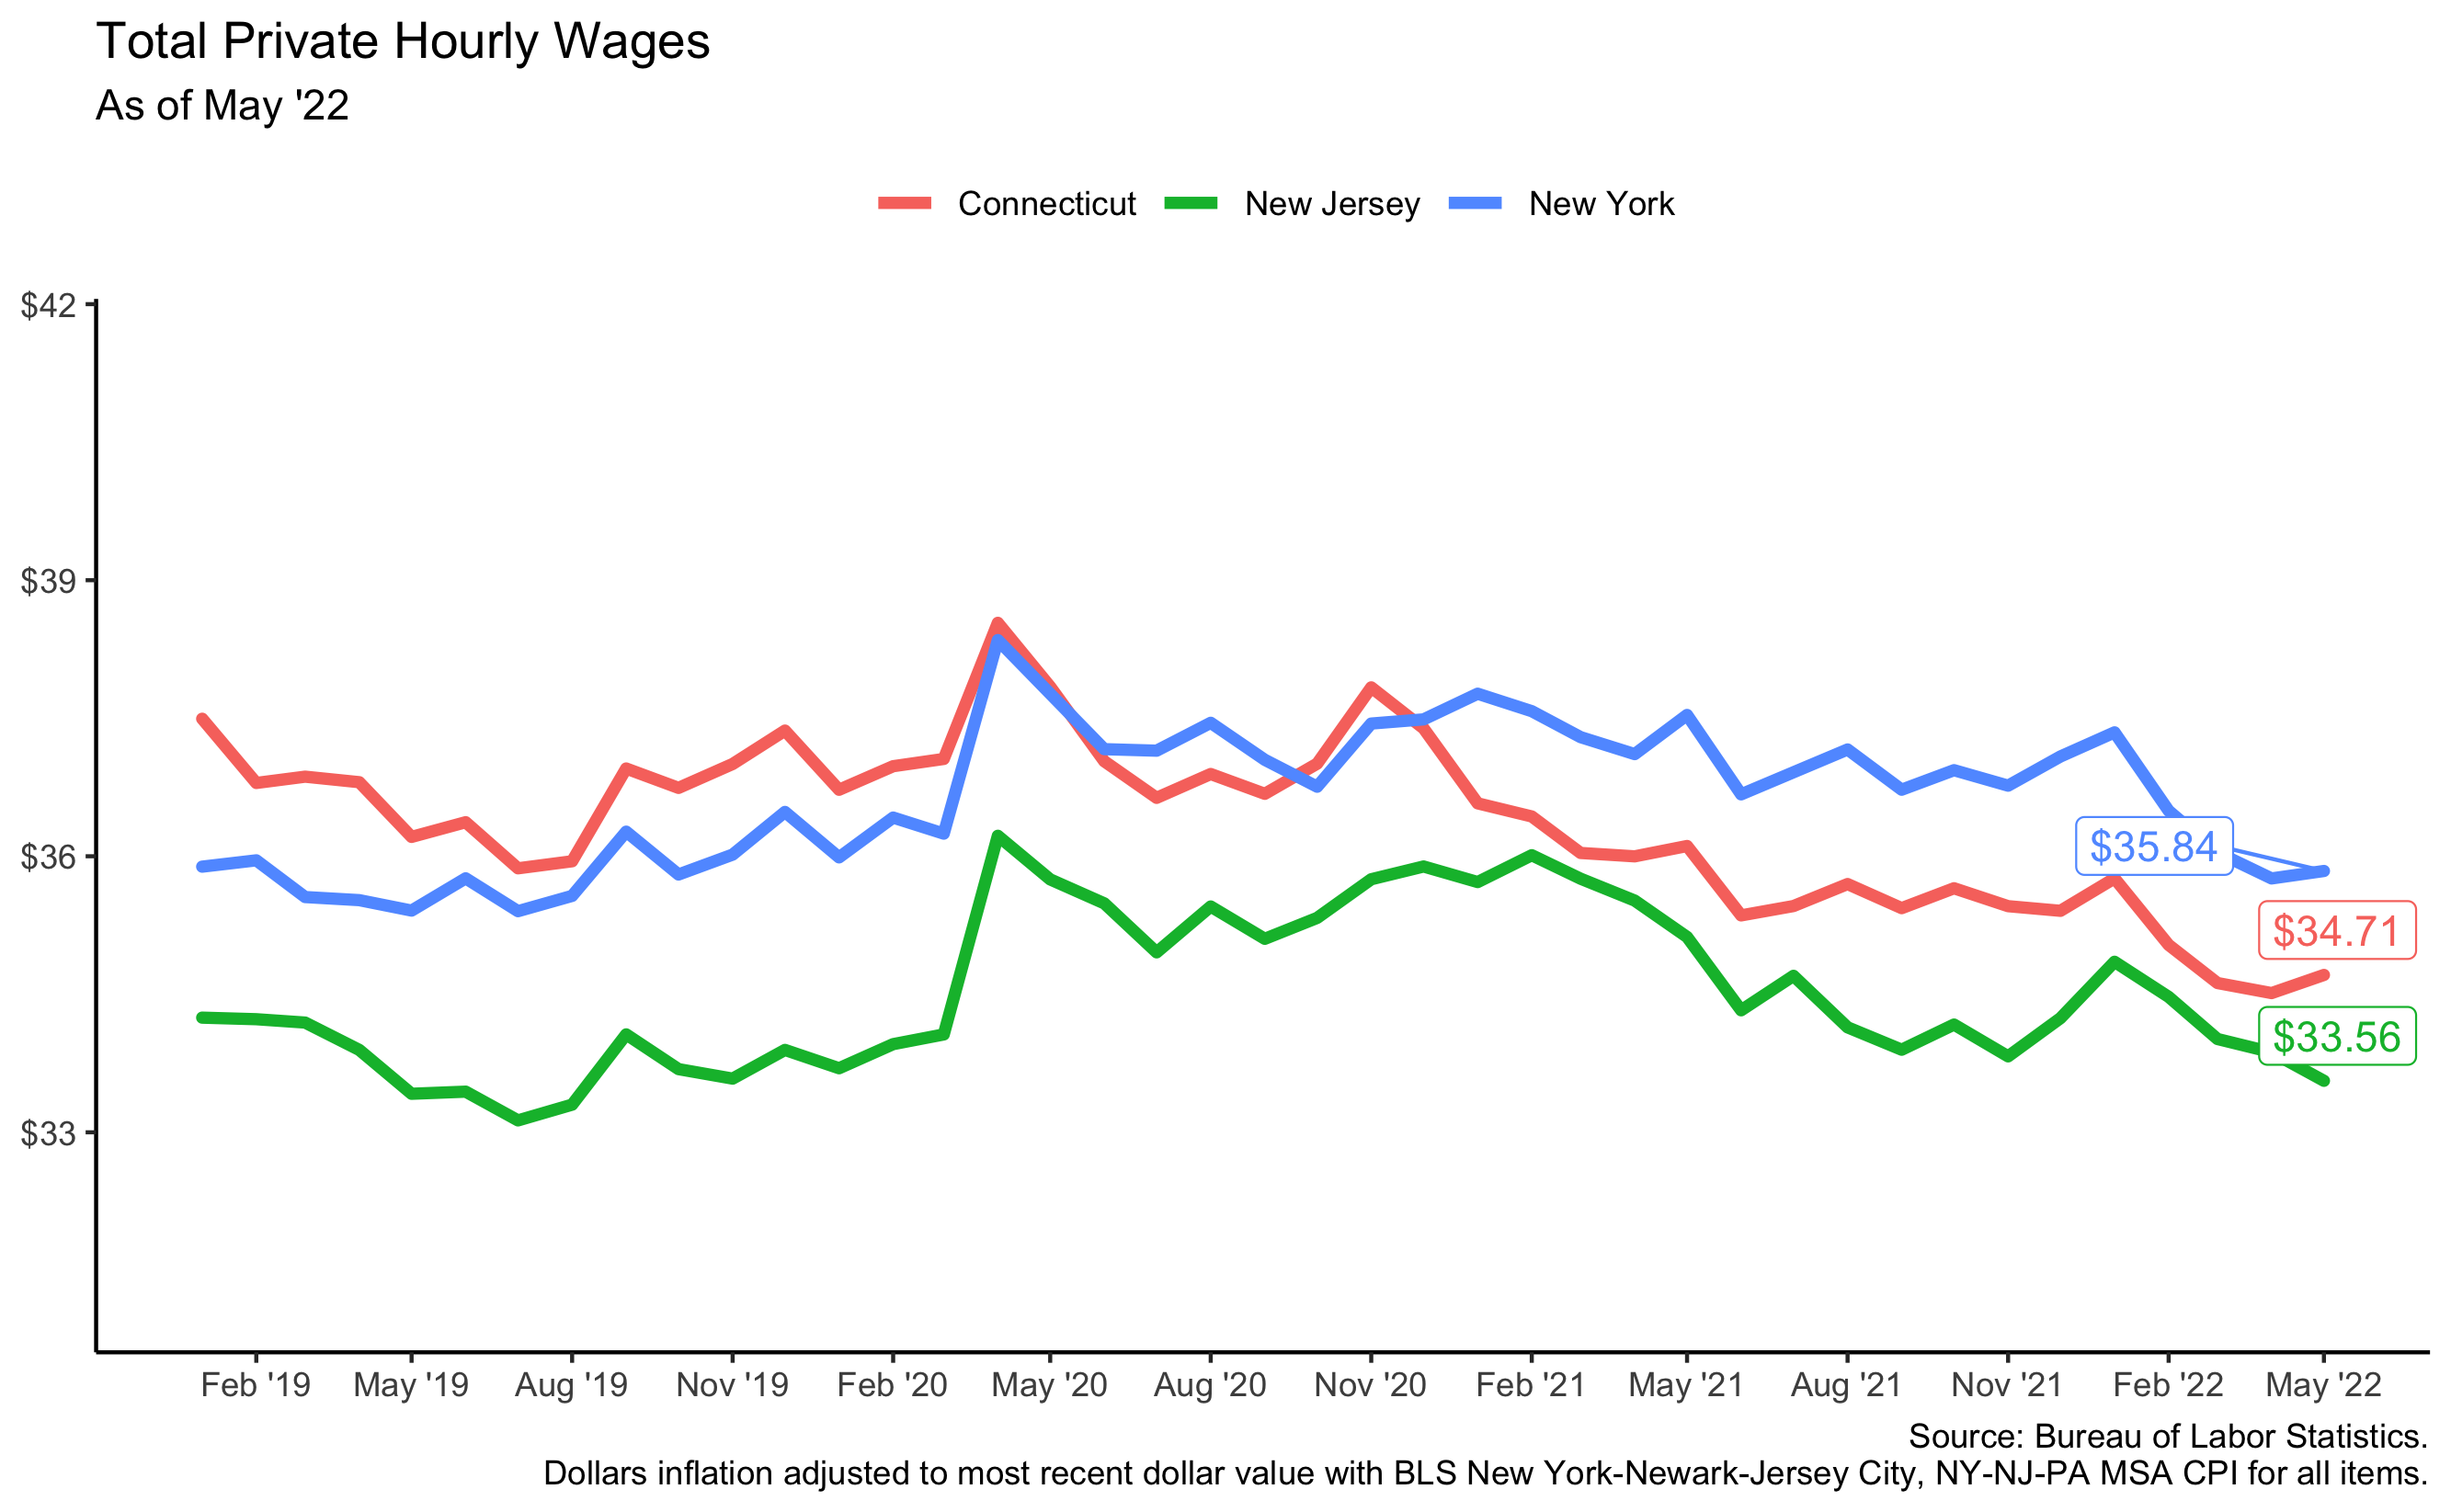 Total Private Hourly Wages
As of May '22
Connecticut New Jersey New York
$42
$39
$36
$33
$35.84
$34.71
$33.56
Feb '19 May '19 Aug '19 Nov '19 Feb '20 May '20 Aug '20 Nov '20 Feb '21 May '21 Aug '21 Nov '21 Feb '22 May '22
Source: Bureau of Labor Statistics.
Dollars inflation adjusted to most recent dollar value with BLS New York-Newark-Jersey City, NY-NJ-PA MSA CPI for all items.